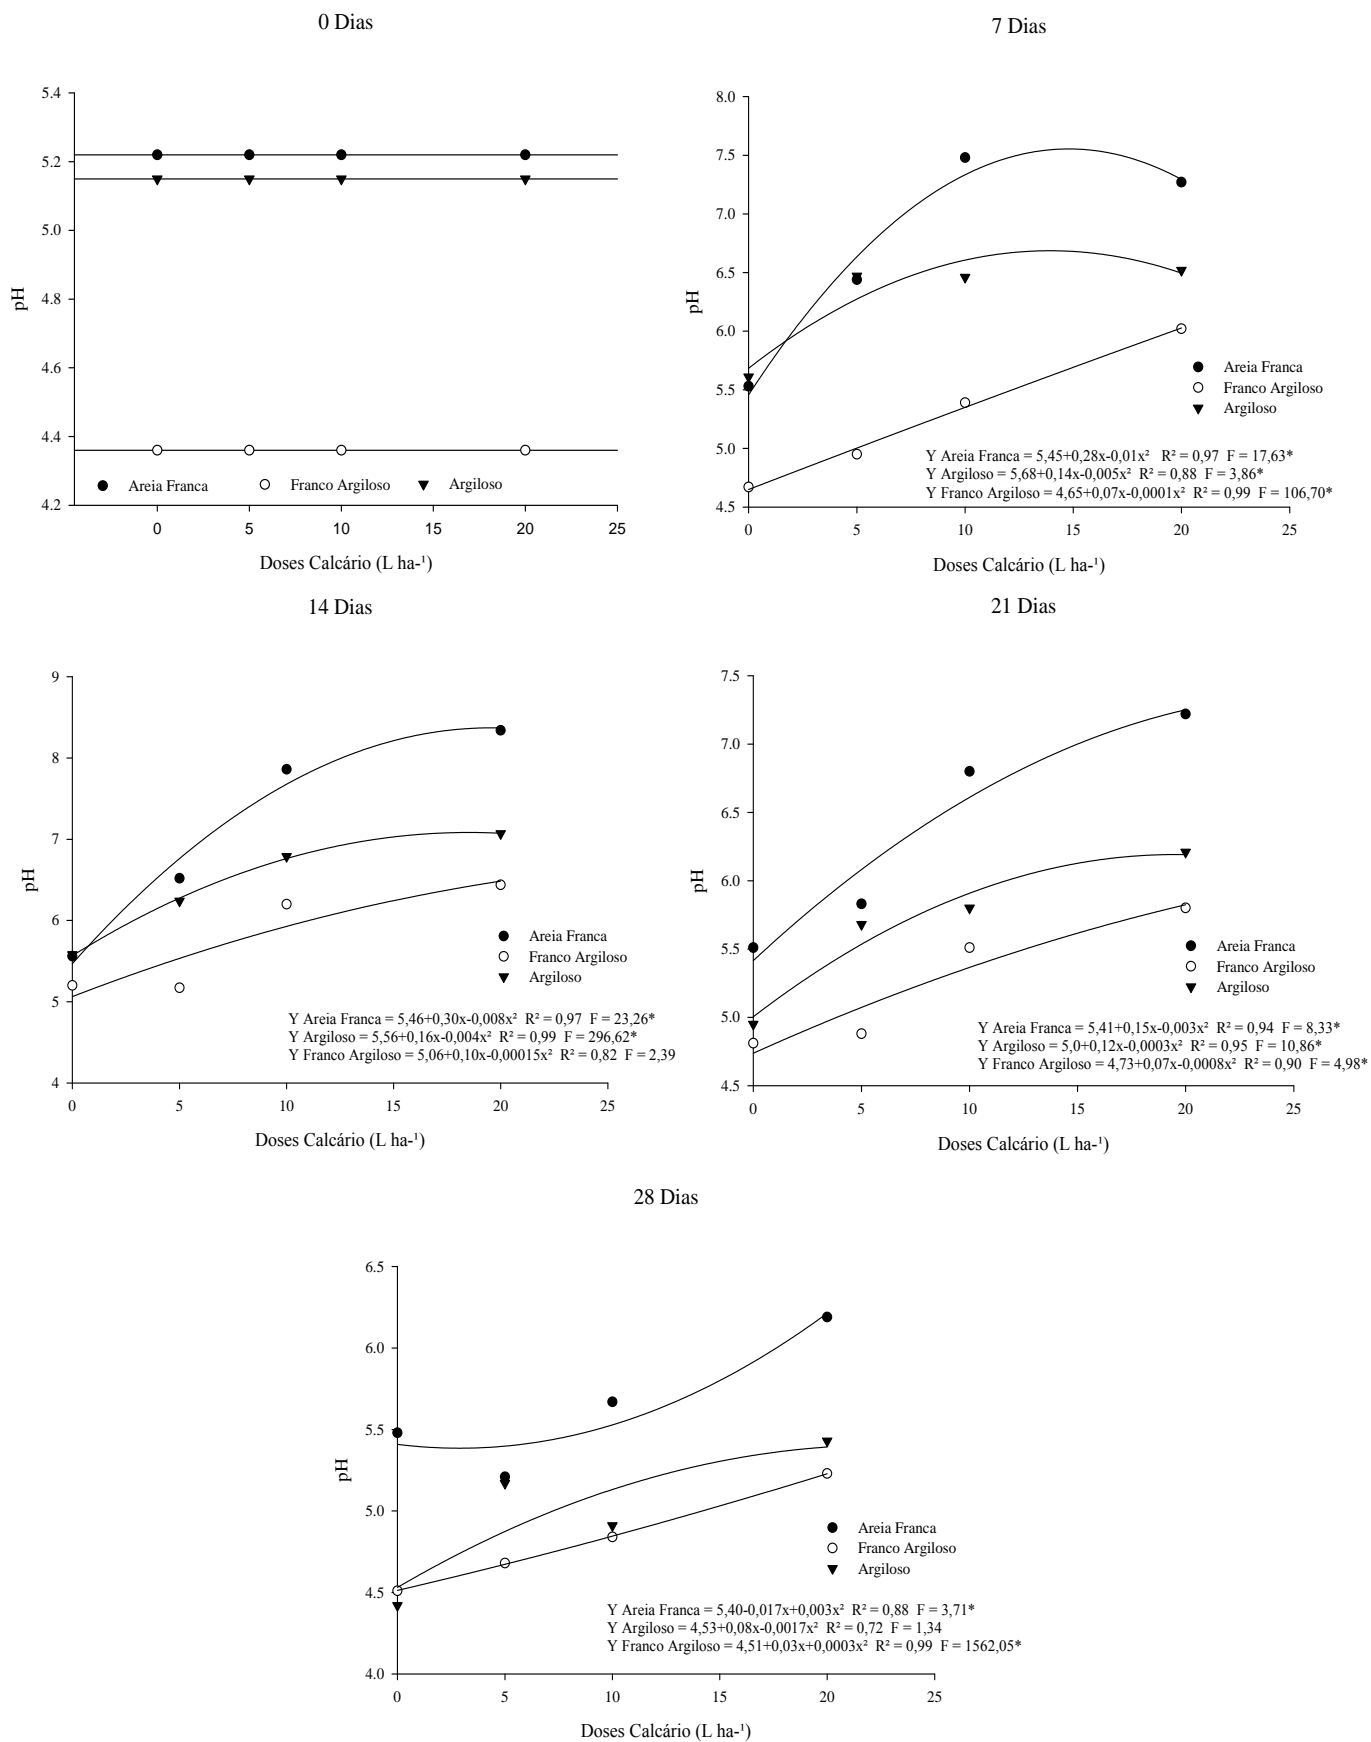 0 Dias
5.4
5.2
5.0
4.8
4.6
4.4
4.2
pH
Areia Franca
Franco Argiloso
Argiloso
0 5 10 15 20 25
Doses Calcário (L ha-¹)
7 Dias
8.0
7.5
7.0
6.5
6.0
5.5
5.0
4.5
pH
Areia Franca
Franco Argiloso
Argiloso
Y Areia Franca = 5,45+0,28x-0,01x² R² = 0,97 F = 17,63*
Y Argiloso = 5,68+0,14x-0,005x² R² = 0,88 F = 3,86*
Y Franco Argiloso = 4,65+0,07x-0,0001x² R² = 0,99 F = 106,70*
0 5 10 15 20 25
Doses Calcário (L ha-¹)
14 Dias
9
8
7
6
5
4
pH
Areia Franca
Franco Argiloso
Argiloso
Y Areia Franca = 5,46+0,30x-0,008x² R² = 0,97 F = 23,26*
Y Argiloso = 5,56+0,16x-0,004x² R² = 0,99 F = 296,62*
Y Franco Argiloso = 5,06+0,10x-0,00015x² R² = 0,82 F = 2,39
0 5 10 15 20 25
Doses Calcário (L ha-¹)
21 Dias
7.5
7.0
6.5
6.0
5.5
5.0
4.5
pH
Areia Franca
Franco Argiloso
Argiloso
Y Areia Franca = 5,41+0,15x-0,003x² R² = 0,94 F = 8,33*
Y Argiloso = 5,0+0,12x-0,0003x² R² = 0,95 F = 10,86*
Y Franco Argiloso = 4,73+0,07x-0,0008x² R² = 0,90 F = 4,98*
0 5 10 15 20 25
Doses Calcário (L ha-¹)
28 Dias
6.5
6.0
5.5
5.0
4.5
4.0
pH
Areia Franca
Franco Argiloso
Argiloso
Y Areia Franca = 5,40-0,017x+0,003x² R² = 0,88 F = 3,71*
Y Argiloso = 4,53+0,08x-0,0017x² R² = 0,72 F = 1,34
Y Franco Argiloso = 4,51+0,03x+0,0003x² R² = 0,99 F = 1562,05*
0 5 10 15 20 25
Doses Calcário (L ha-¹)